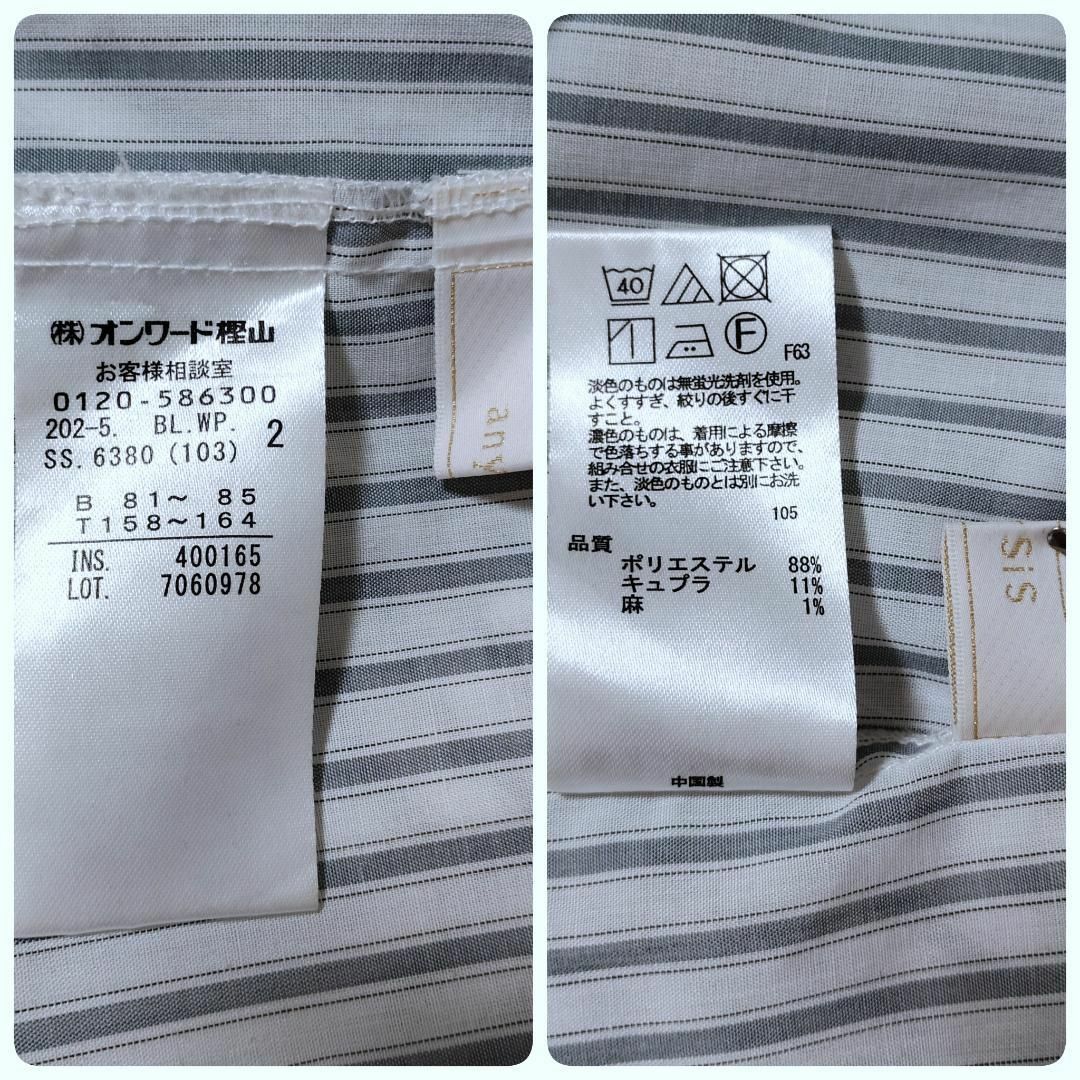 (株)オンワード樫山
お客様相談室
0120-586300
202-5. BL.WP. 2
SS.6380(103)
B 81～ 85
T158～164
INS. 400165
LOT. 7060978
any
40
F
F63
淡色のものは無蛍光洗剤を使用。
よくすすぎ、絞りの後すぐに干
すこと。
濃色のものは、着用による摩擦
で色落ちする事がありますので、
組み合せの衣服にご注意下さい。
また、淡色のものとは別にお洗
い下さい。
105
品質
ポリエステル 88%
キュプラ 11%
麻 1%
中国製
sis